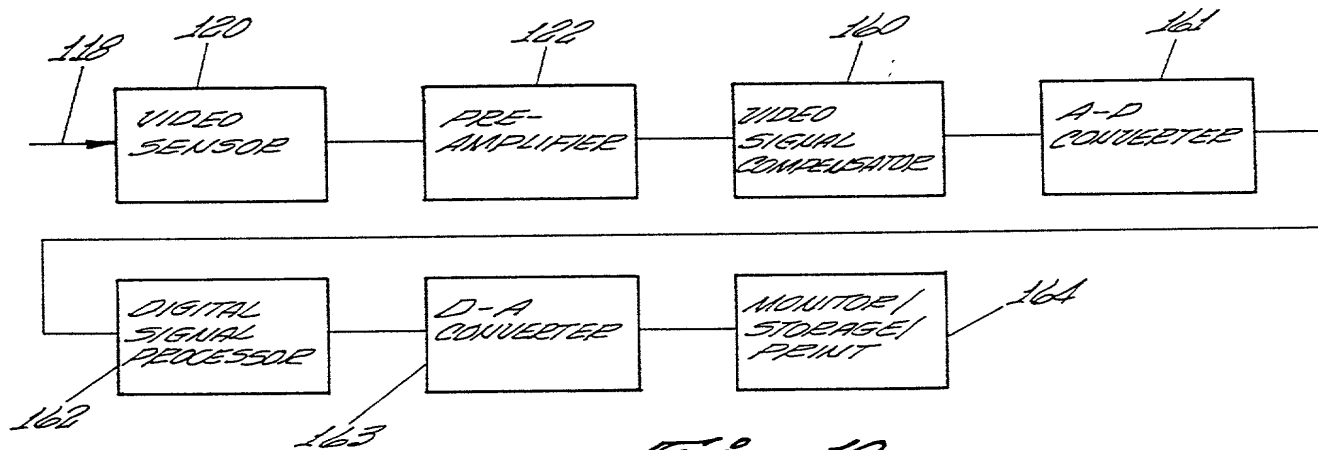 118
120
122
160
161
VIDEO
SENSOR
PRE-
AMPLIFIER
VIDEO
SIGNAL
COMPENSATOR
A-D
CONVERTER
DIGITAL
SIGNAL
PROCESSOR
D-A
CONVERTER
MONITOR/
STORAGE/
PRINT
164
162
163